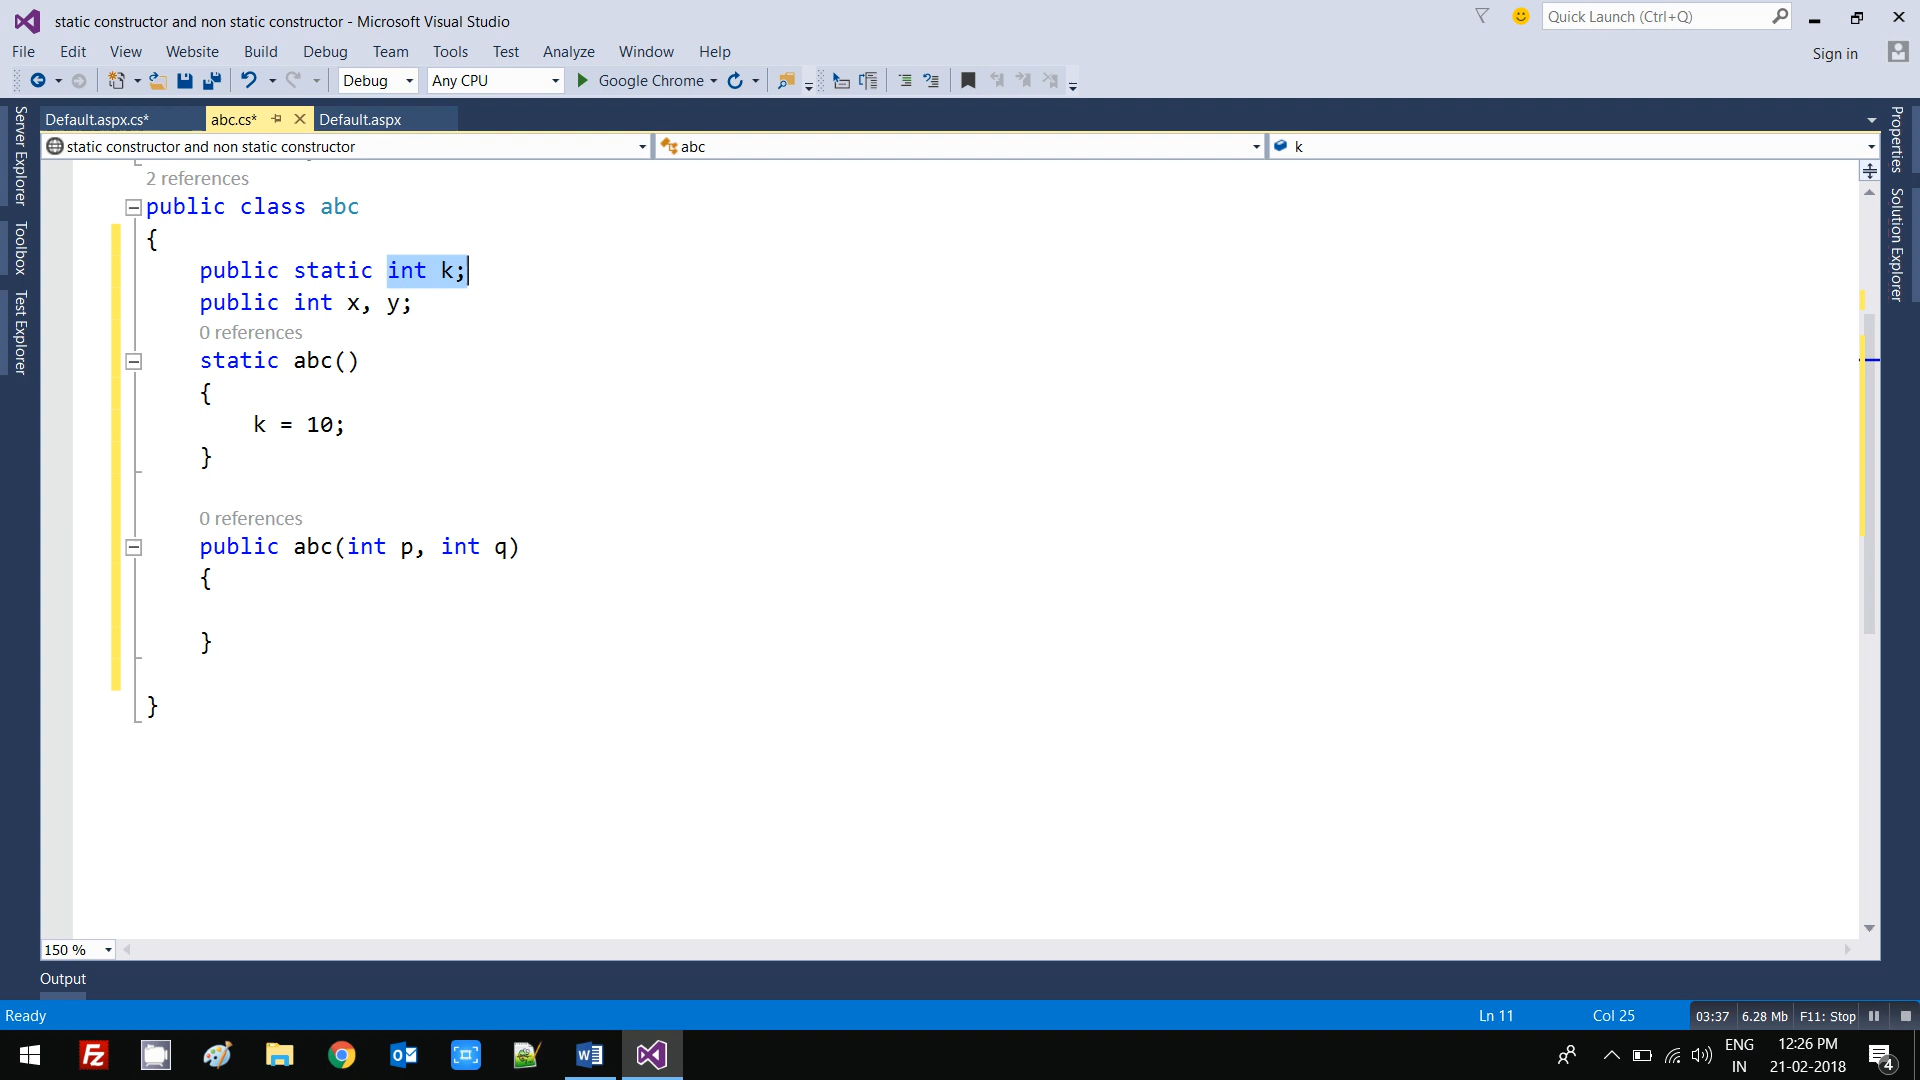 static constructor and non static constructor - Microsoft Visual Studio
Quick Launch (Ctrl+Q)
File Edit View Website Build Debug Team Tools Test Analyze Window Help
Sign in
Debug Any CPU Google Chrome
Default.aspx.cs* abc.cs* Default.aspx
static constructor and non static constructor abc k
Server Explorer
Toolbox
Test Explorer
Properties
Solution Explorer
2 references
public class abc
{
public static int k;
public int x, y;
0 references
static abc()
{
k = 10;
}
0 references
public abc(int p, int q)
{
}
}
150 %
Output
Ready Ln 11 Col 25 03:37 6.28 Mb F11: Stop
ENG 12:26 PM
IN 21-02-2018 4